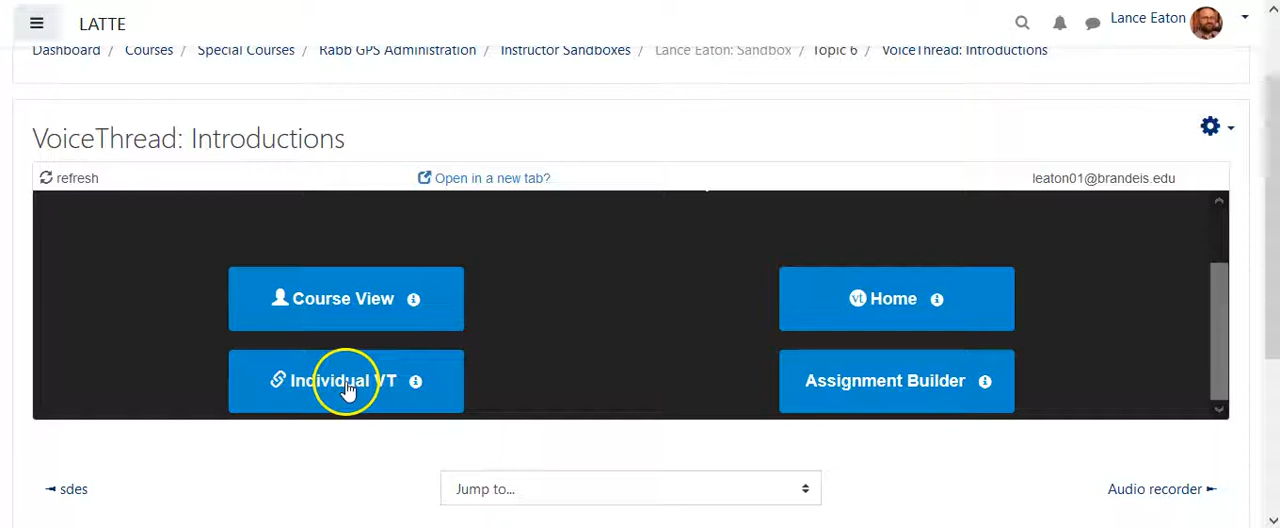 LATTE
Lance Eaton
Dashboard / Courses / Special Courses / Rabb GPS Administration / Instructor Sandboxes / Lance Eaton: Sandbox / Topic 6 / VoiceThread: Introductions
VoiceThread: Introductions
refresh
Open in a new tab?
leaton01@brandeis.edu
Course View
vt Home
Individual VT
Assignment Builder
◄ sdes
Jump to...
Audio recorder ►